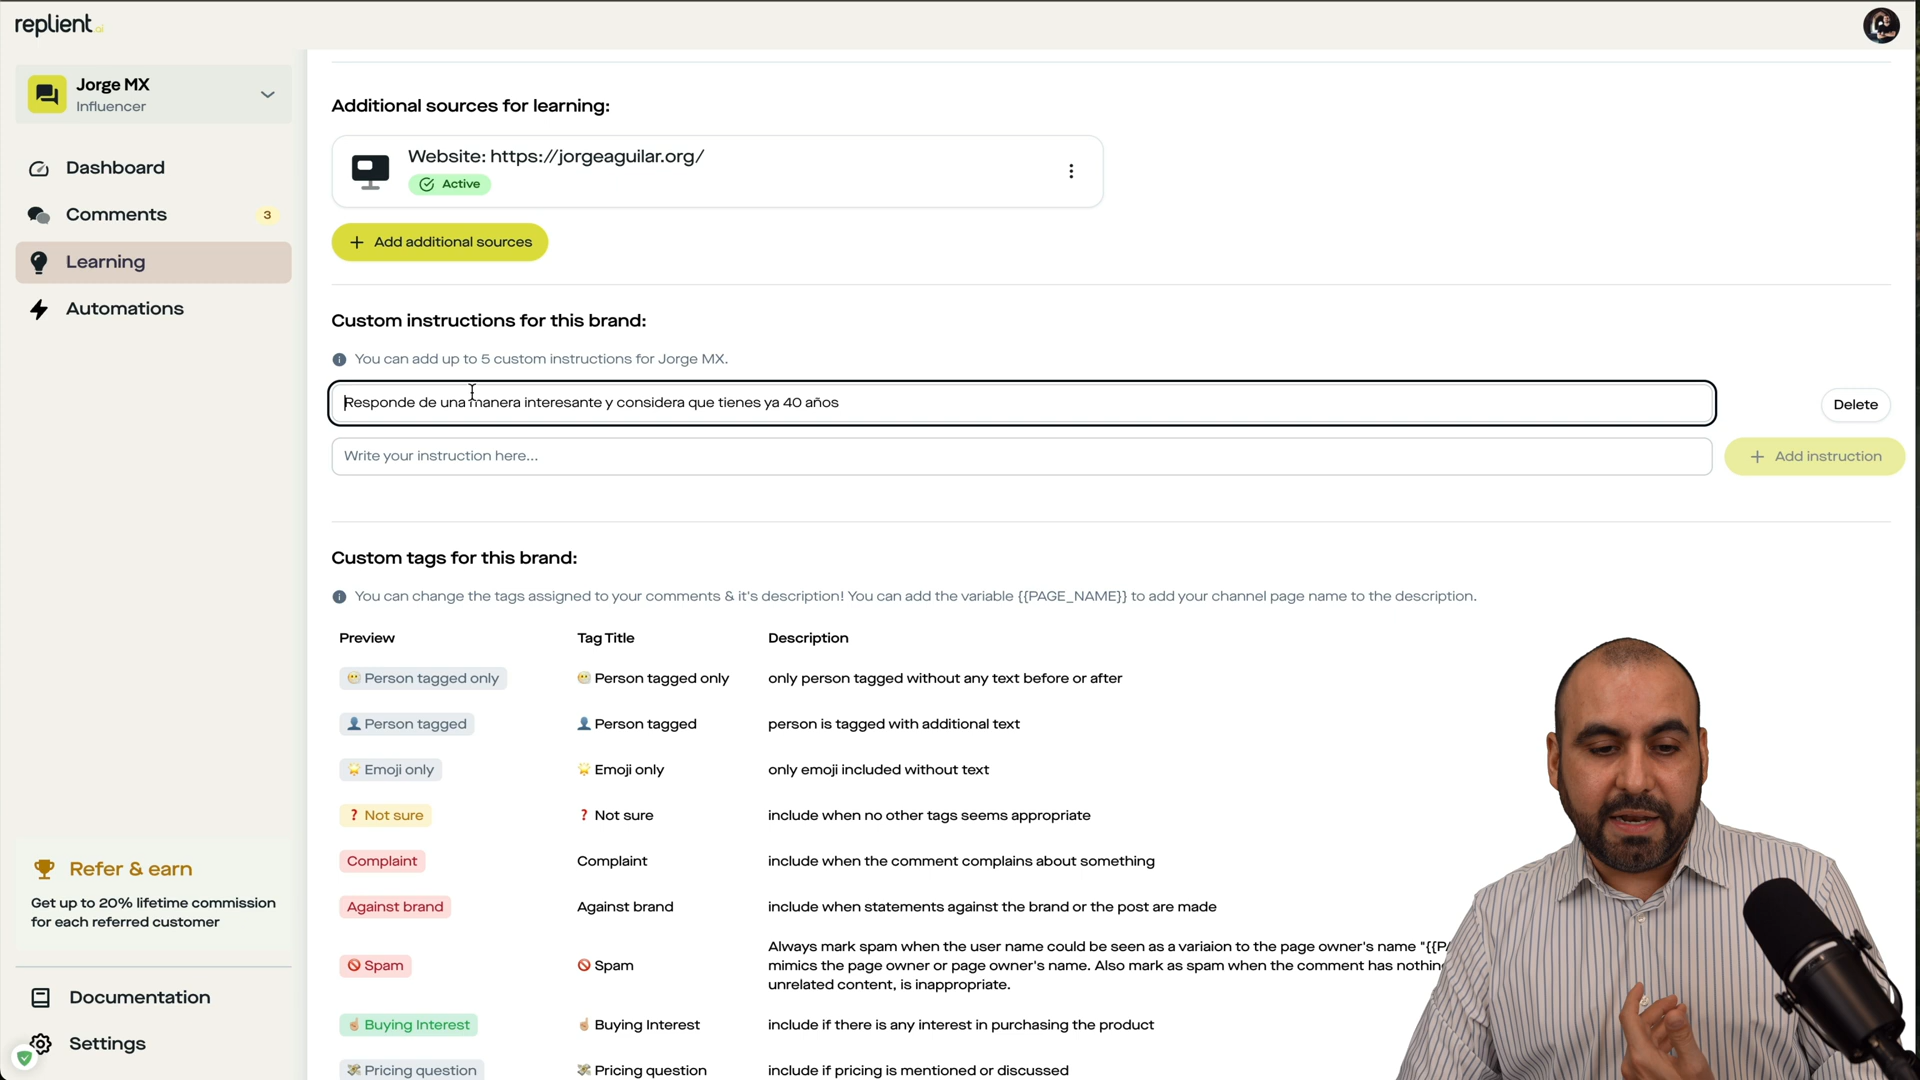 replient.ai
Jorge MX
Influencer
Dashboard
Comments
3
Learning
Automations
Refer & earn
Get up to 20% lifetime commission
for each referred customer
Documentation
Settings
Additional sources for learning:
Website: https://jorgeaguilar.org/
Active
+ Add additional sources
Custom instructions for this brand:
You can add up to 5 custom instructions for Jorge MX.
Responde de una manera interesante y considera que tienes ya 40 años
Delete
Write your instruction here...
+ Add instruction
Custom tags for this brand:
You can change the tags assigned to your comments & it's description! You can add the variable {{PAGE_NAME}} to add your channel page name to the description.
Preview Tag Title Description
Person tagged only Person tagged only only person tagged without any text before or after
Person tagged Person tagged person is tagged with additional text
Emoji only Emoji only only emoji included without text
Not sure Not sure include when no other tags seems appropriate
Complaint Complaint include when the comment complains about something
Against brand Against brand include when statements against the brand or the post are made
Always mark spam when the user name could be seen as a variaion to the page owner's name "{{P
Spam Spam mimics the page owner or page owner's name. Also mark as spam when the comment has
unrelated content, is inappropriate.
Buying Interest Buying Interest include if there is any interest in purchasing the product
Pricing question Pricing question include if pricing is mentioned or discussed